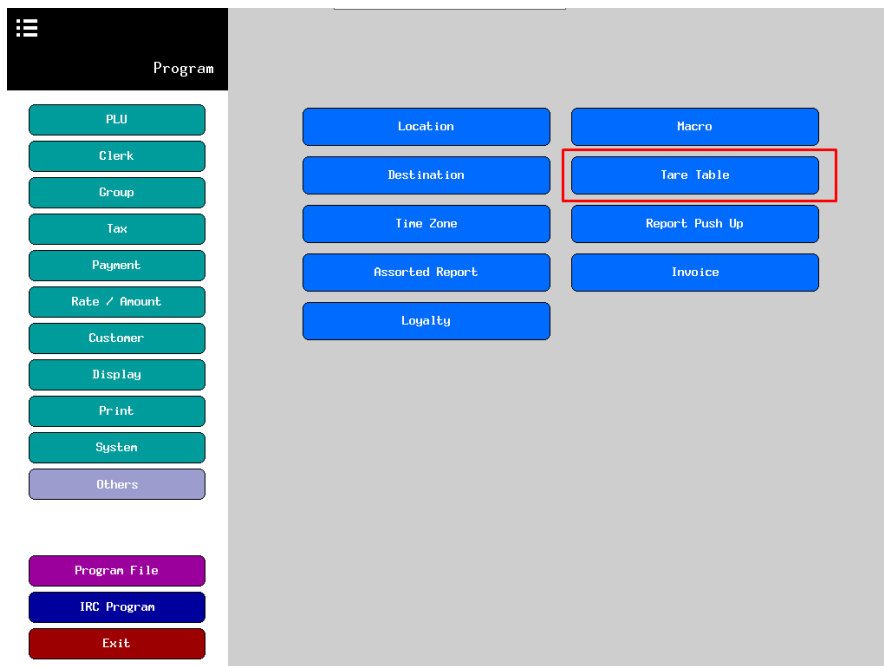 Program
PLU
Clerk
Group
Tax
Payment
Rate / Amount
Customer
Display
Print
System
Others
Program File
IRC Program
Exit
Location
Macro
Destination
Tare Table
Time Zone
Report Push Up
Assorted Report
Invoice
Loyalty